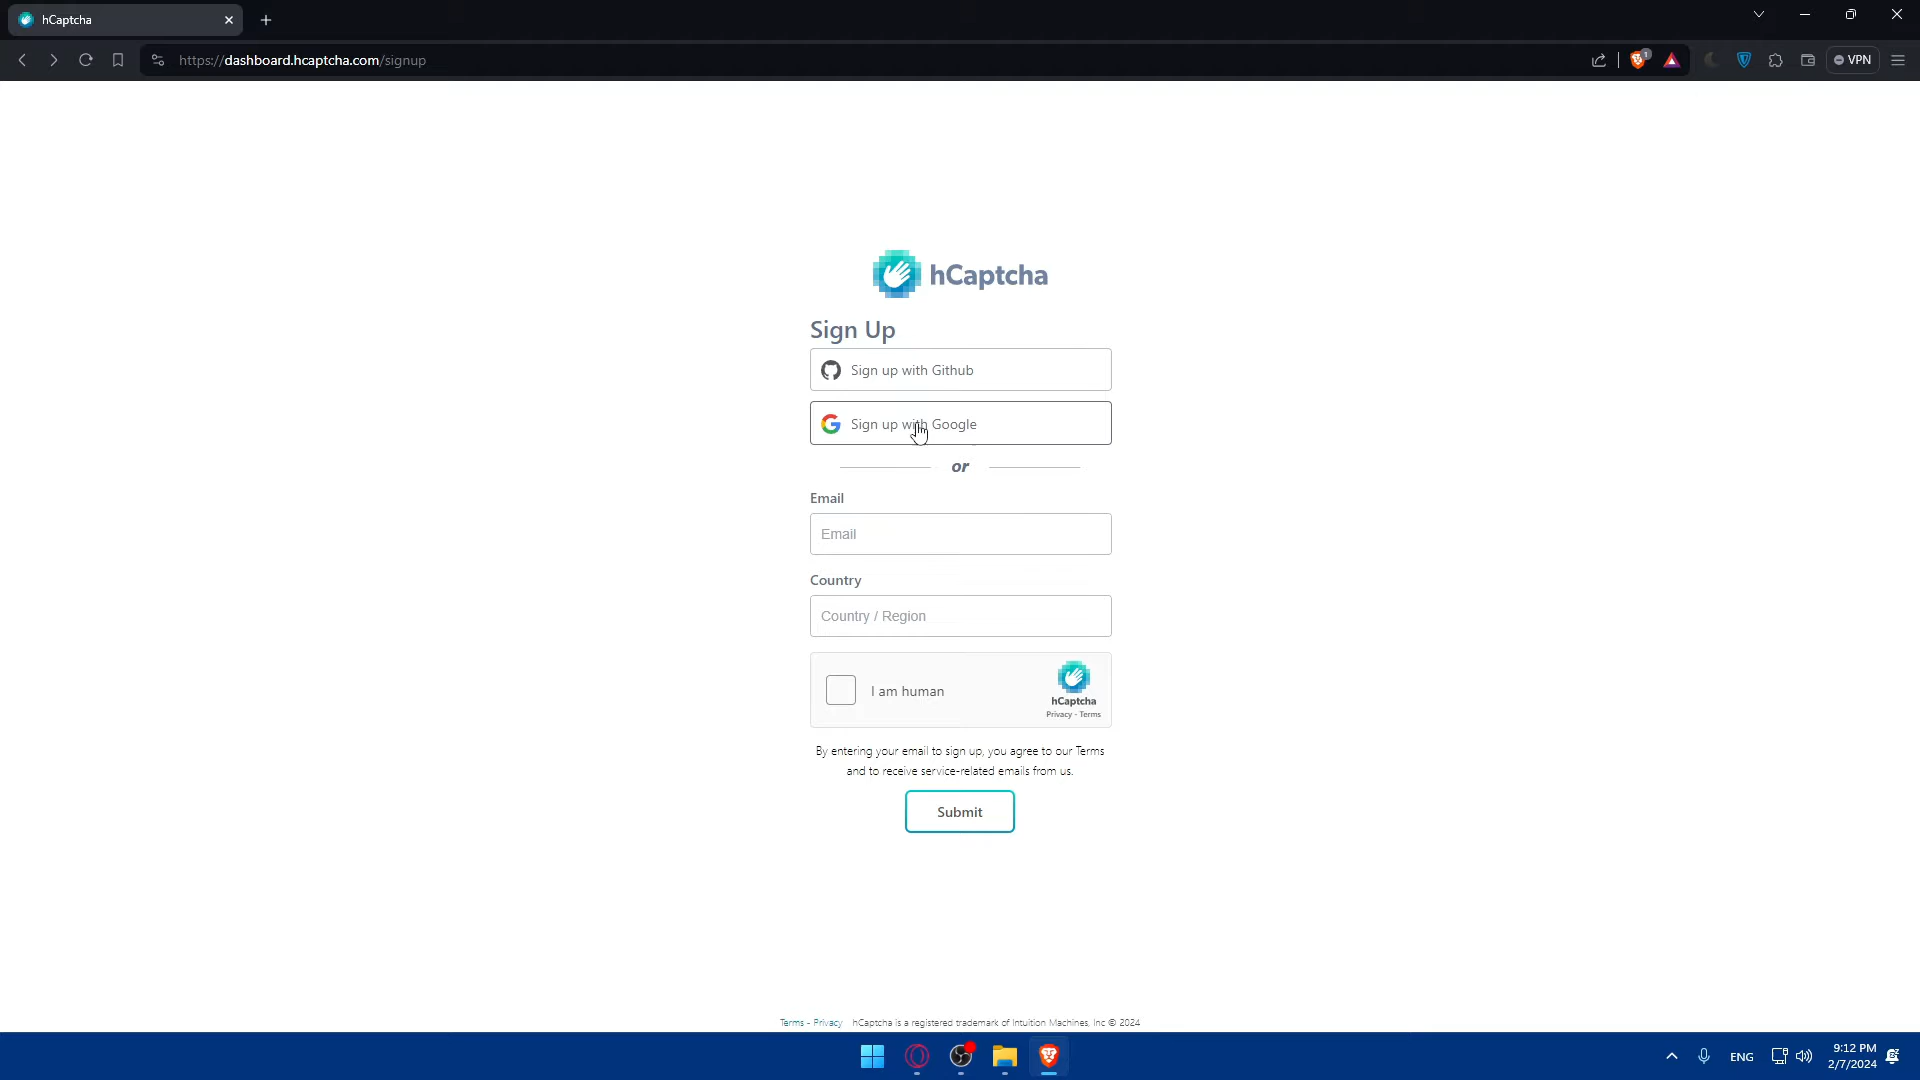 hCaptcha
https://dashboard.hcaptcha.com/signup
1
VPN
hCaptcha
Sign Up
Sign up with Github
Sign up with Google
or
Email
Email
Country
Country / Region
I am human
hCaptcha
Privacy - Terms
By entering your email to sign up, you agree to our Terms
and to receive service-related emails from us.
Submit
Terms - Privacy hCaptcha is a registered trademark of Intuition Machines, Inc © 2024
ENG
9:12 PM
2/7/2024